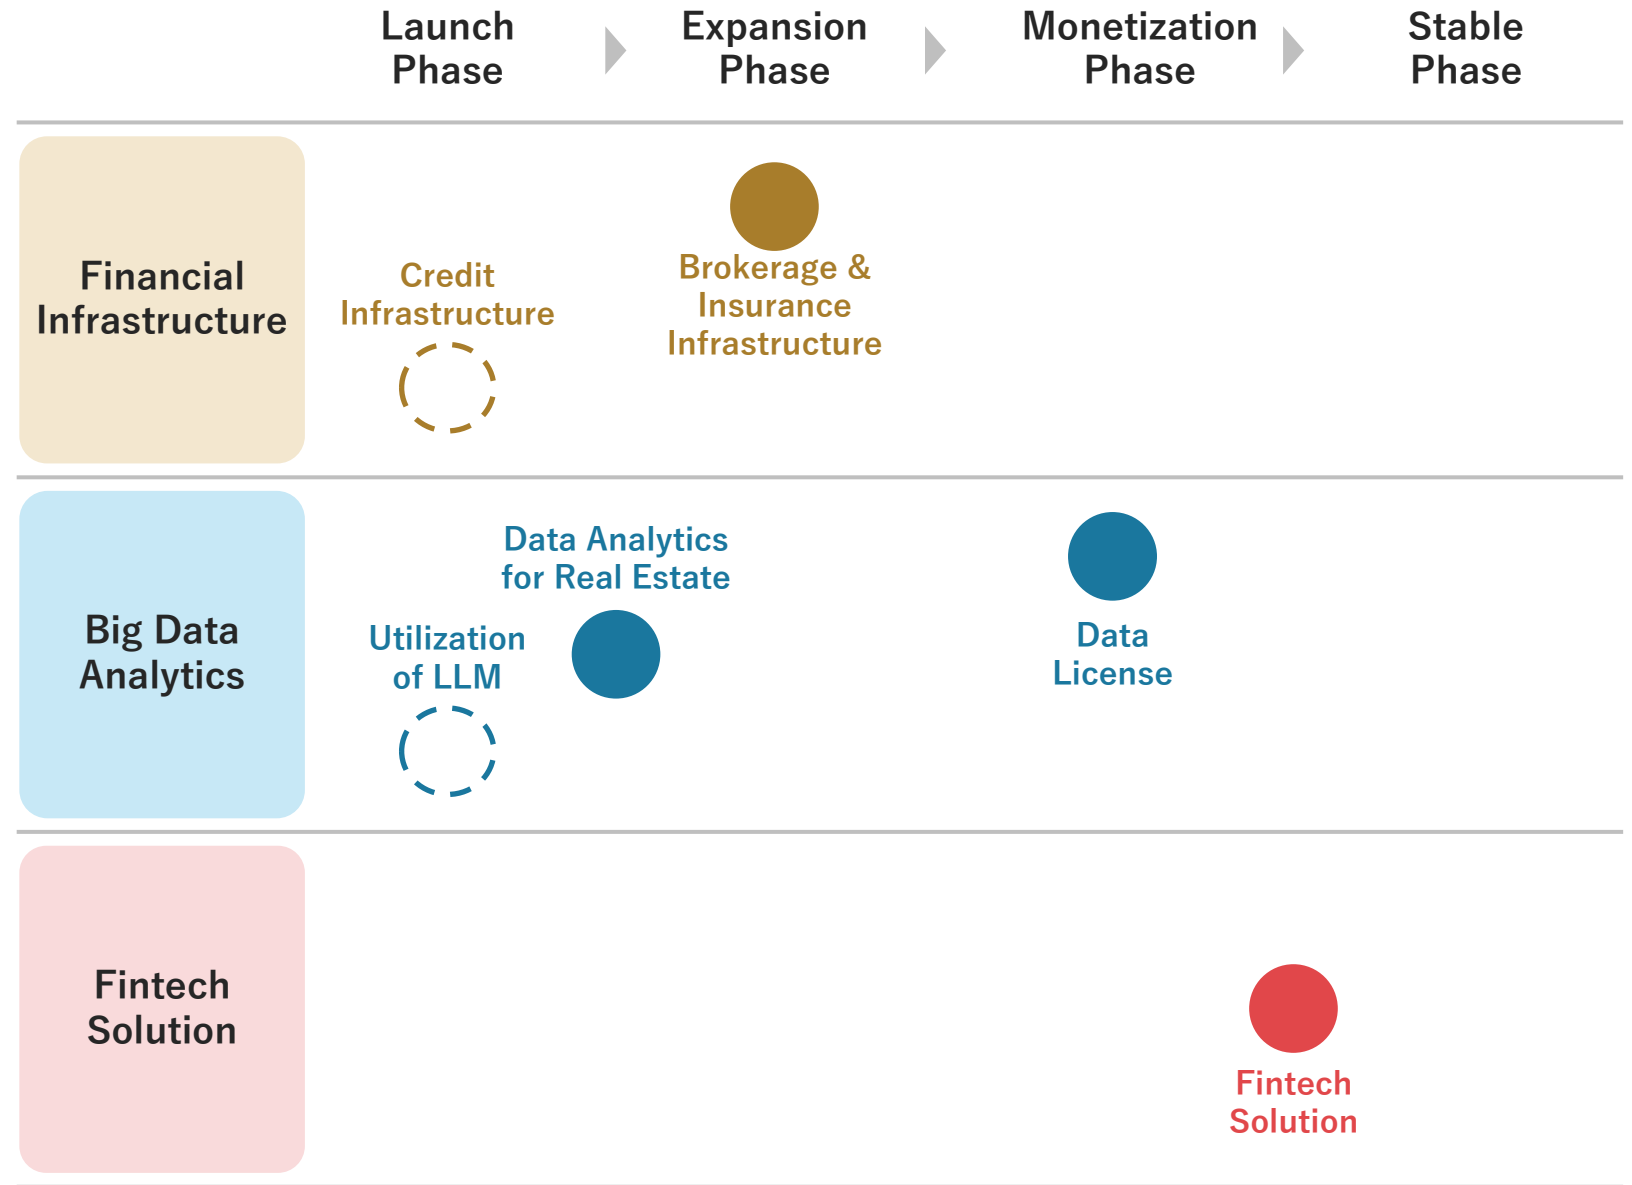 Launch
Phase
Expansion
Phase
Monetization
Phase
Stable
Phase
Financial
Infrastructure
Credit
Infrastructure
Brokerage &
Insurance
Infrastructure
Big Data
Analytics
Utilization
of LLM
Data Analytics
for Real Estate
Data
License
Fintech
Solution
Fintech
Solution